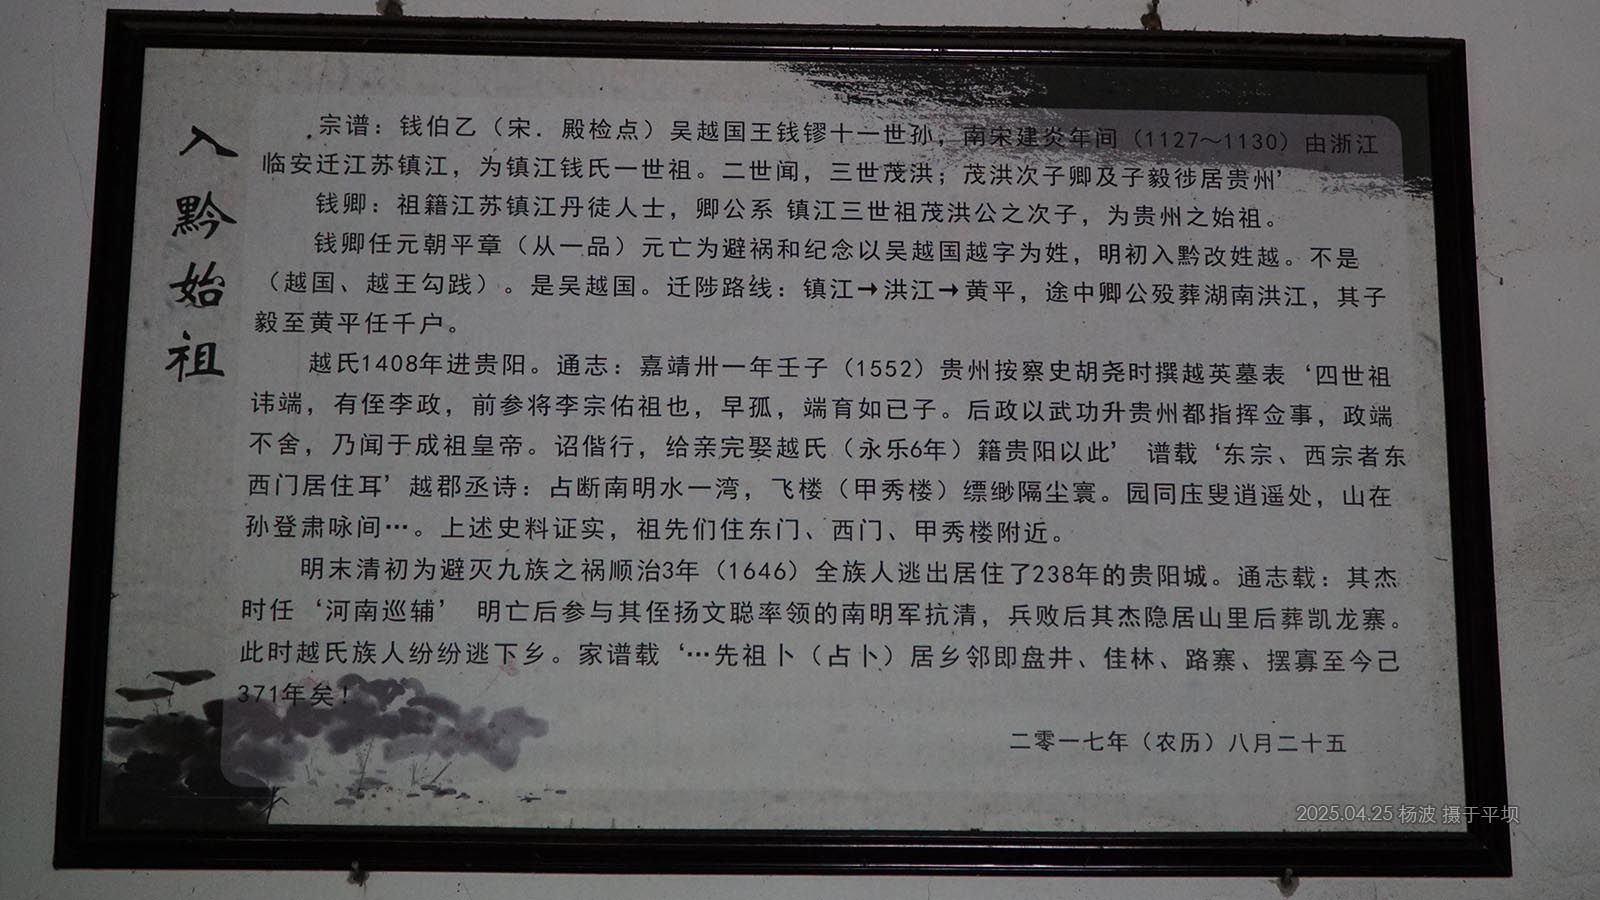 入黔始祖
宗谱：钱伯乙（宋．殿检点）吴越国王钱镠十一世孙，南宋建炎年间（1127～1130）由浙江
临安迁江苏镇江，为镇江钱氏一世祖。二世闻，三世茂洪；茂洪次子卿及子毅徙居贵州’
钱卿：祖籍江苏镇江丹徒人士，卿公系 镇江三世祖茂洪公之次子，为贵州之始祖。
钱卿任元朝平章（从一品）元亡为避祸和纪念以吴越国越字为姓，明初入黔改姓越。不是
（越国、越王勾践）。是吴越国。迁陟路线：镇江→洪江→黄平，途中卿公殁葬湖南洪江，其子
毅至黄平任千户。
越氏1408年进贵阳。通志：嘉靖卅一年壬子（1552）贵州按察史胡尧时撰越英墓表‘四世祖
讳端，有侄李政，前参将李宗佑祖也，早孤，端育如已子。后政以武功升贵州都指挥佥事，政端
不舍，乃闻于成祖皇帝。诏偕行，给亲完娶越氏（永乐6年）籍贵阳以此’ 谱载‘东宗、西宗者东
西门居住耳’越郡丞诗：占断南明水一湾，飞楼（甲秀楼）缥缈隔尘寰。园同庄叟逍遥处，山在
孙登肃咏间…。上述史料证实，祖先们住东门、西门、甲秀楼附近。
明末清初为避灭九族之祸顺治3年（1646）全族人逃出居住了238年的贵阳城。通志载：其杰
时任‘河南巡辅’ 明亡后参与其侄扬文聪率领的南明军抗清，兵败后其杰隐居山里后葬凯龙寨。
此时越氏族人纷纷逃下乡。家谱载‘…先祖卜（占卜）居乡邻即盘井、佳林、路寨、摆寡至今己
371年矣！
二零一七年（农历）八月二十五
2025.04.25 杨波 摄于平坝